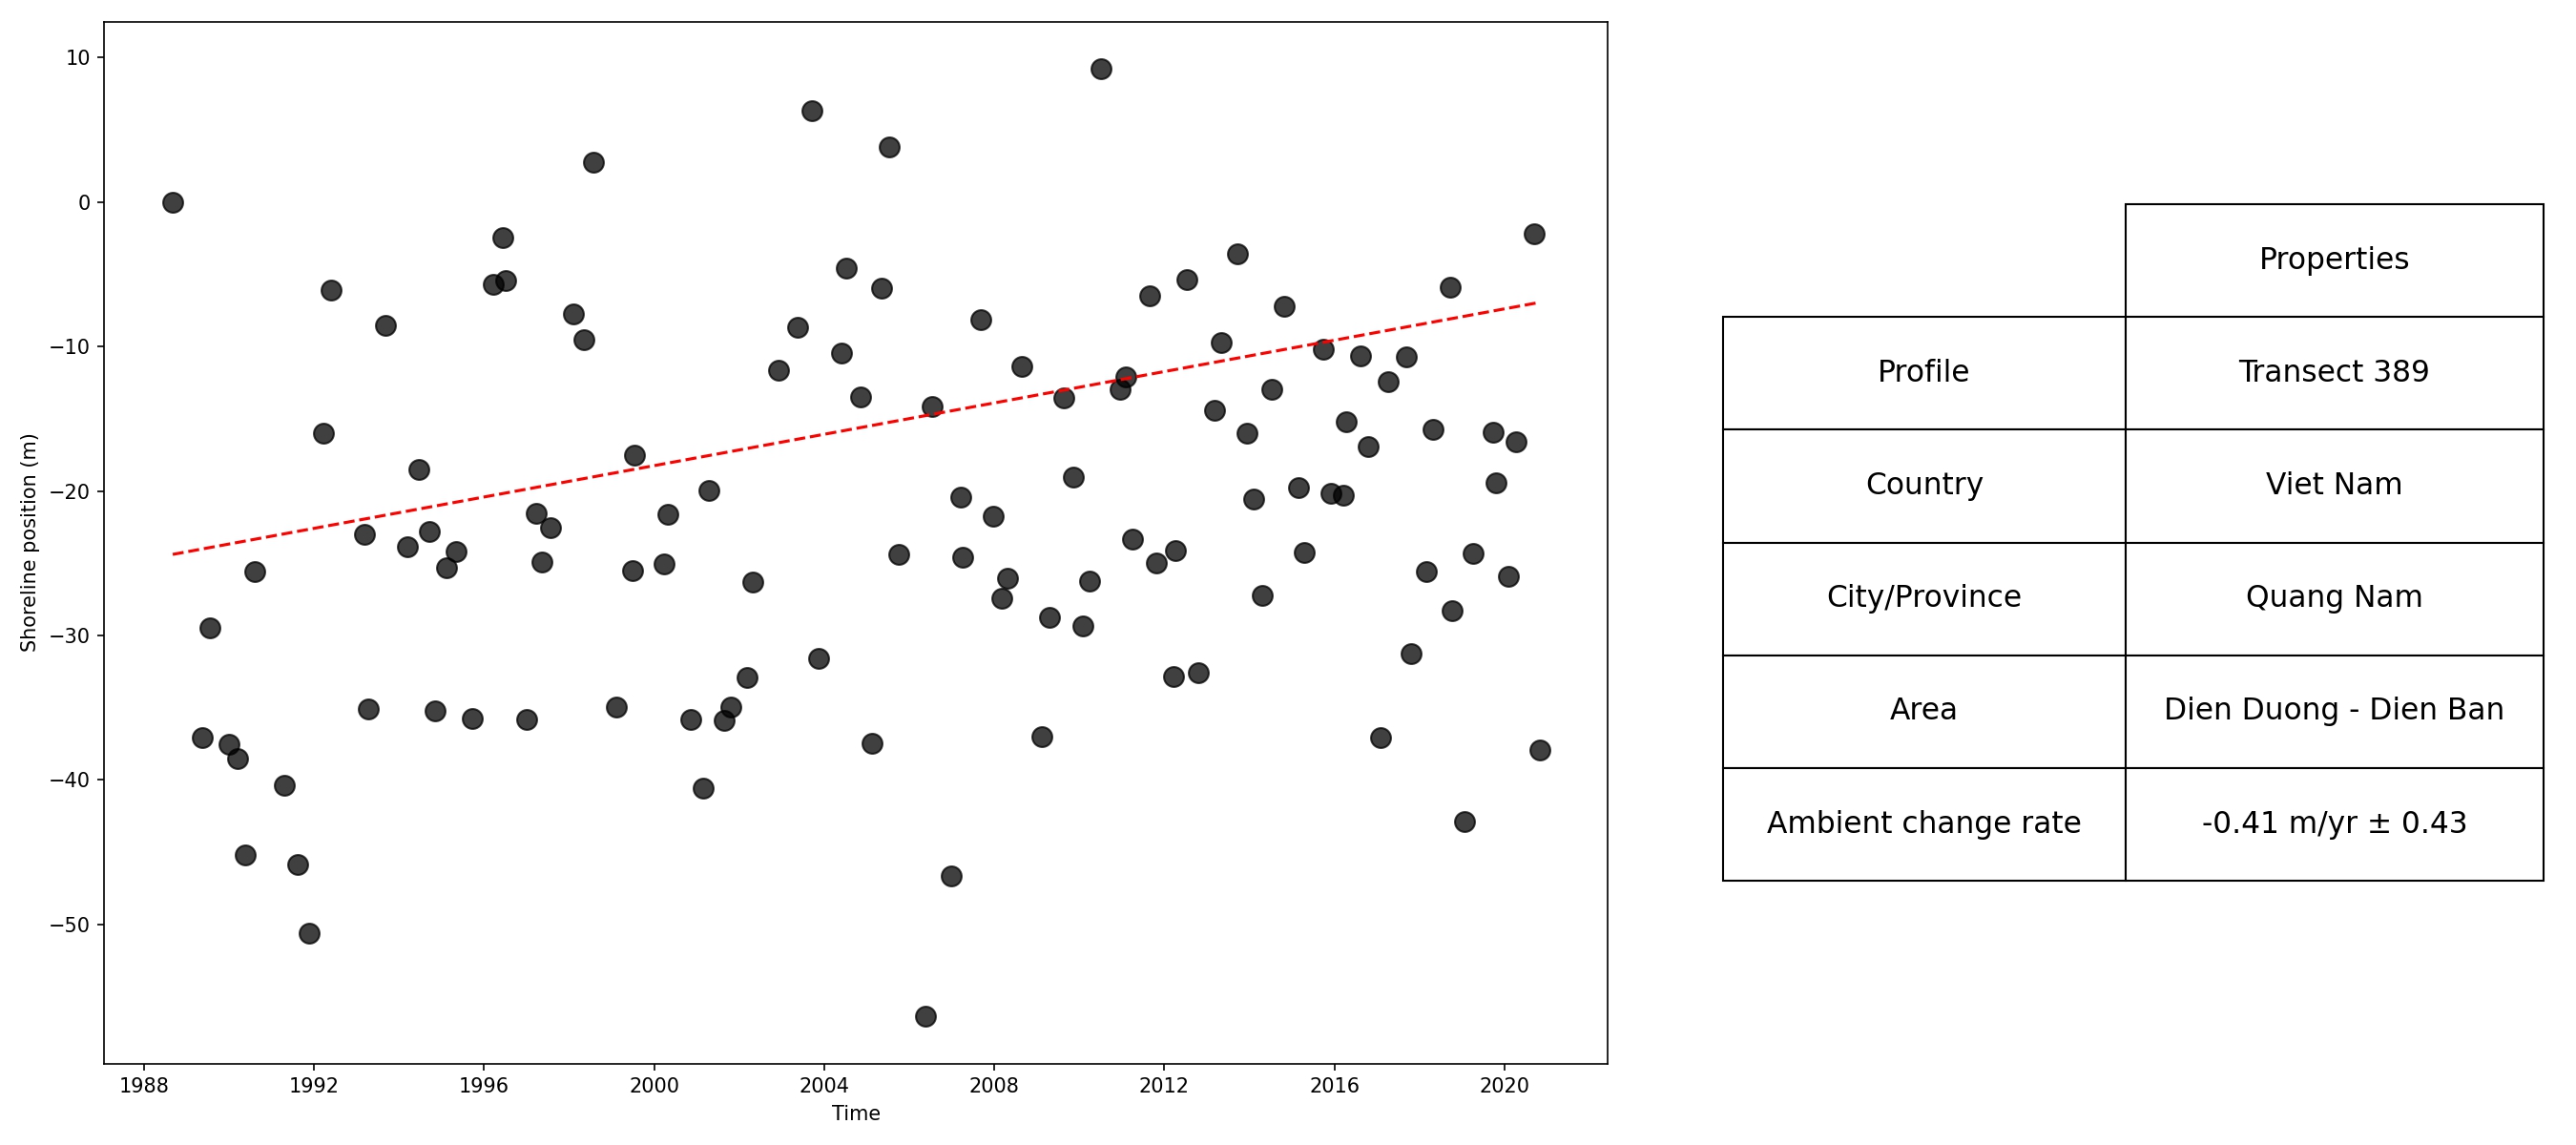 10
0
−10
−20
−30
−40
−50
Shoreline position (m)
1988 1992 1996 2000 2004 2008 2012 2016 2020
Time
Properties
Profile Transect 389
Country Viet Nam
City/Province Quang Nam
Area Dien Duong - Dien Ban
Ambient change rate -0.41 m/yr ± 0.43